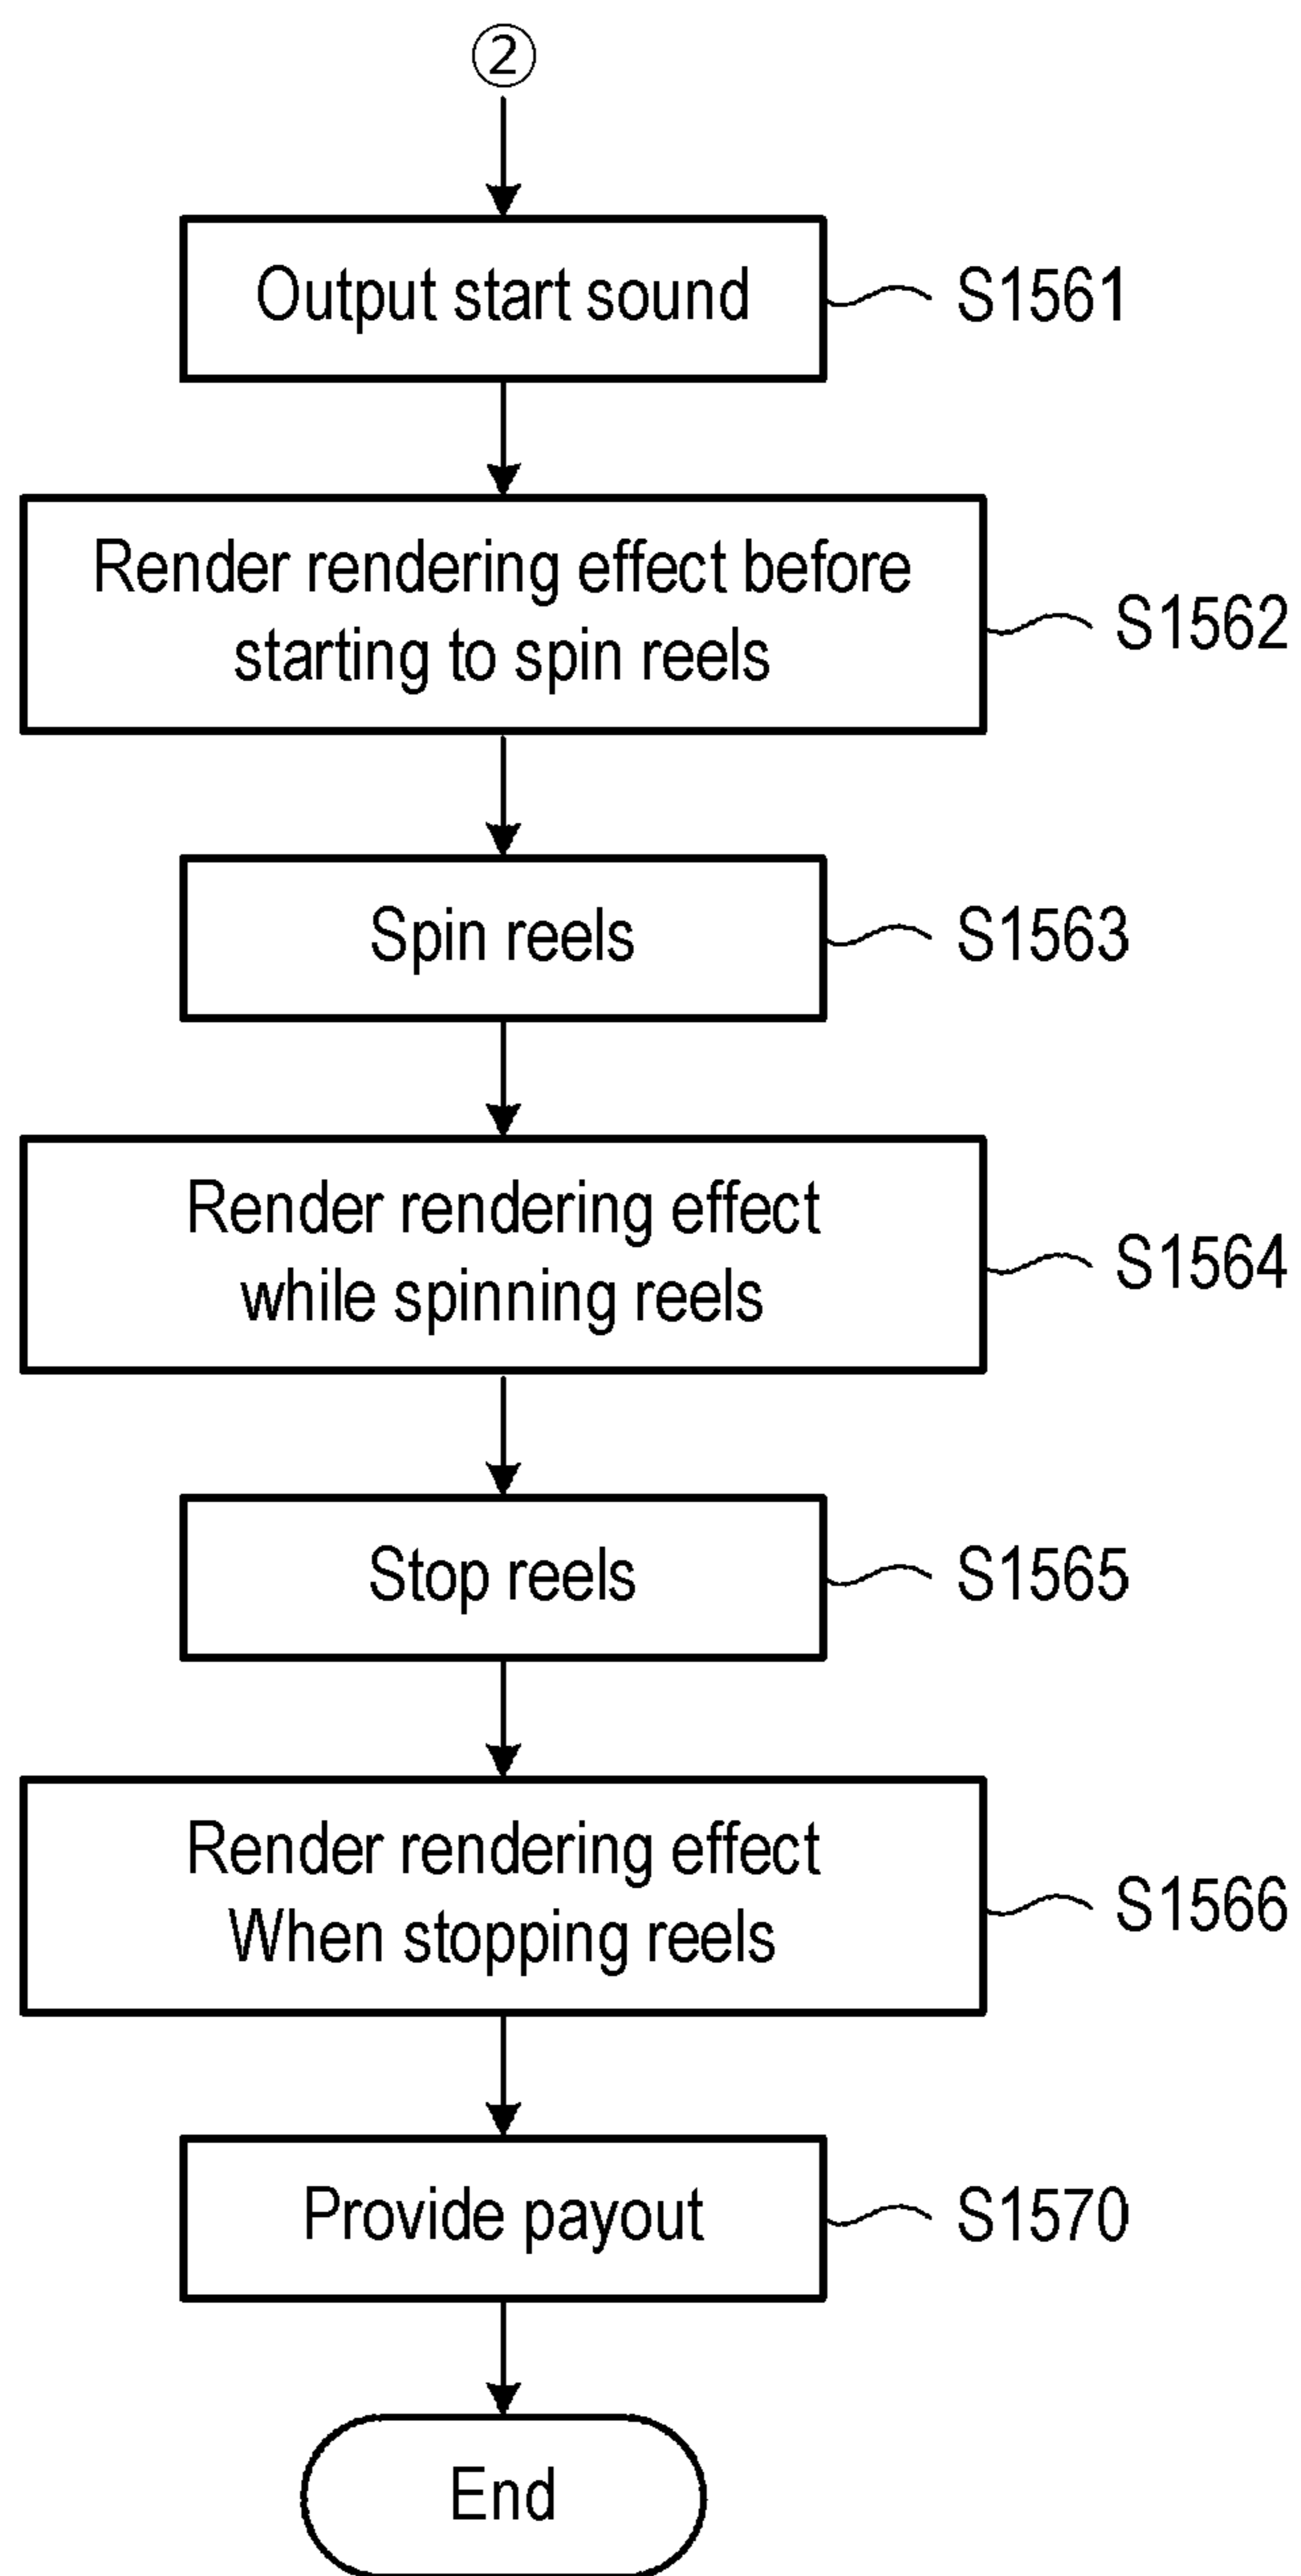 ②
Output start sound
S1561
Render rendering effect before
starting to spin reels
S1562
Spin reels
S1563
Render rendering effect
while spinning reels
S1564
Stop reels
S1565
Render rendering effect
When stopping reels
S1566
Provide payout
S1570
End